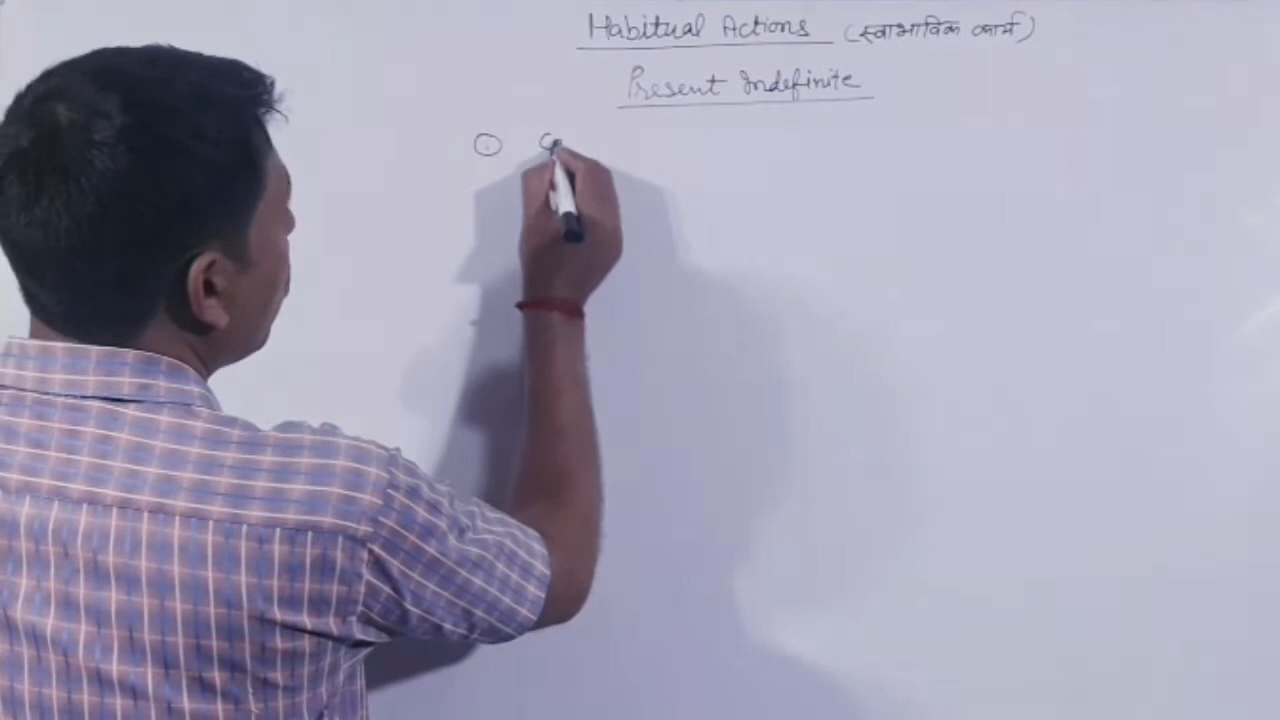 Habitual Actions (स्वाभाविक कार्य)
Present Indefinite